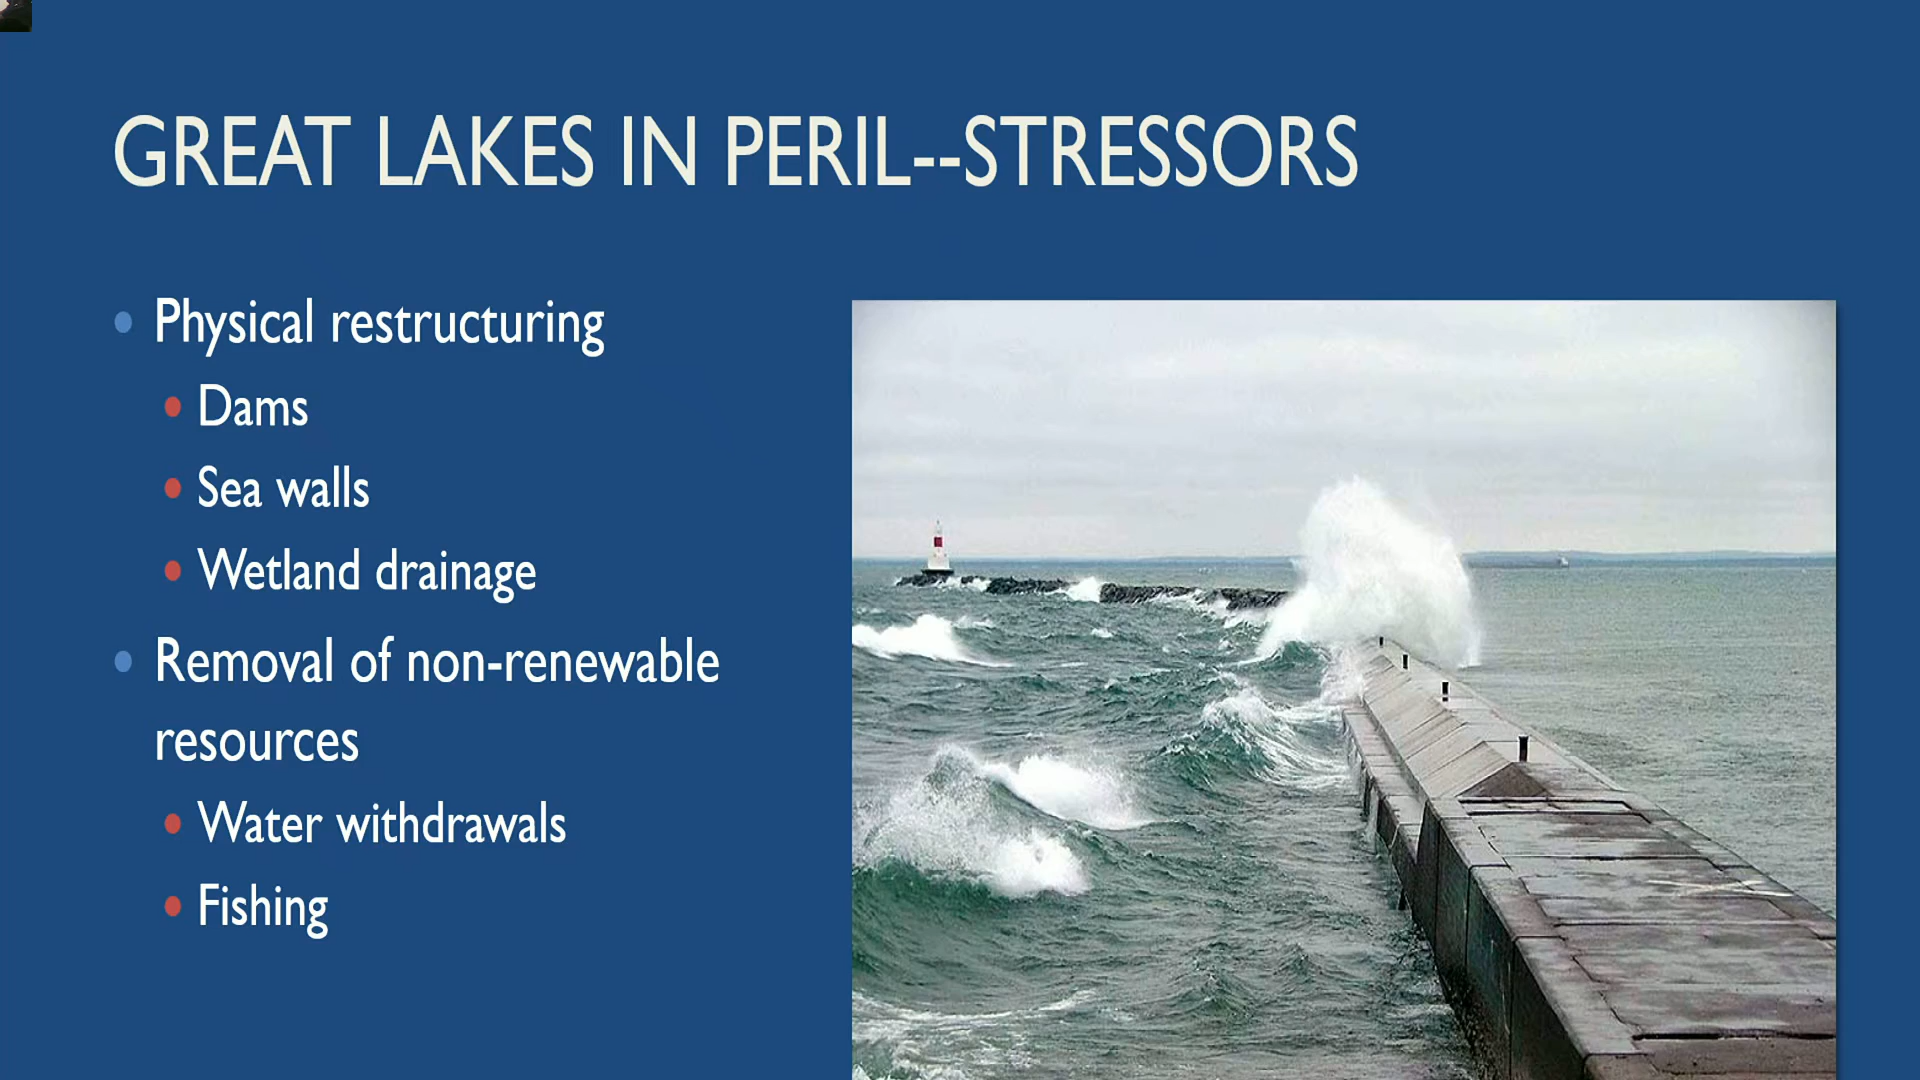 GREAT LAKES IN PERIL--STRESSORS
Physical restructuring
Dams
Sea walls
Wetland drainage
Removal of non-renewable
resources
Water withdrawals
Fishing